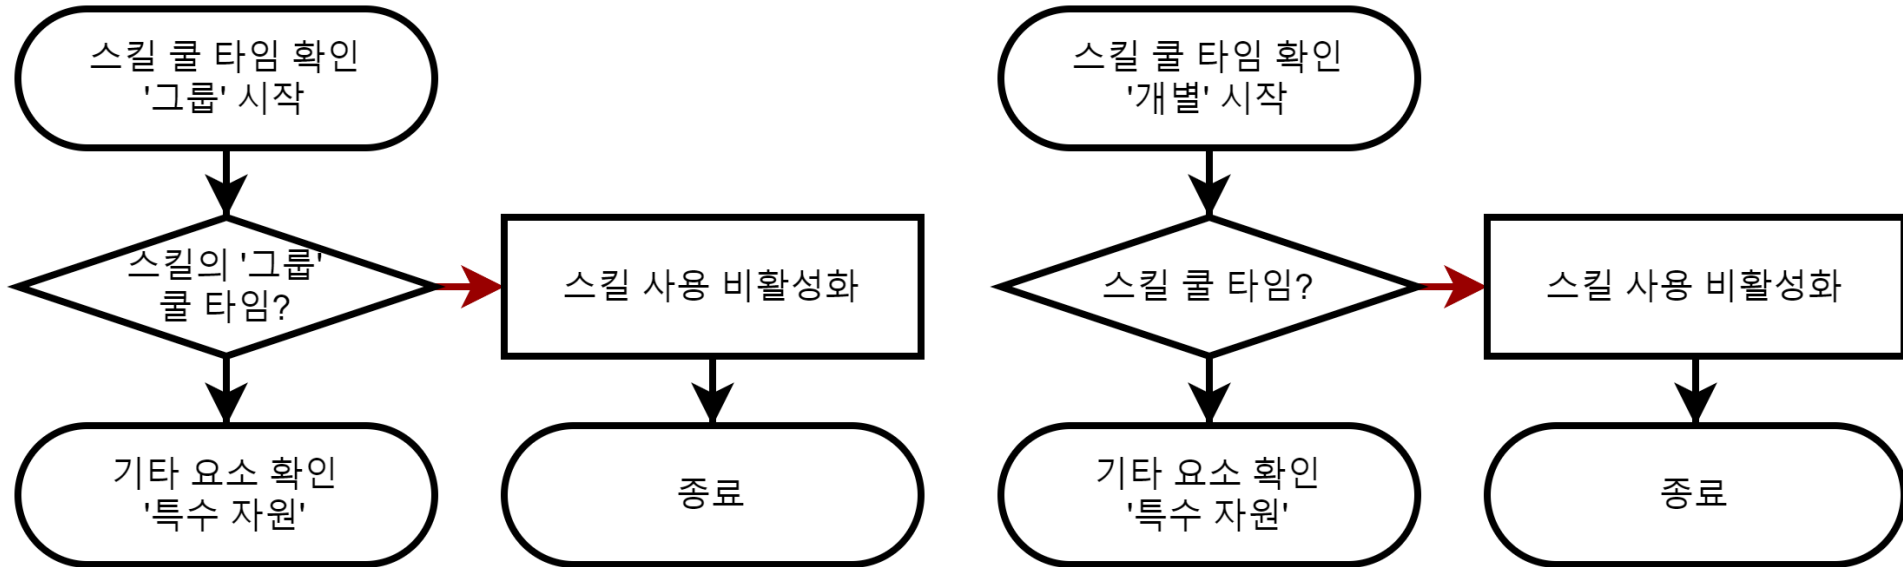 스킬 쿨 타임 확인
'그룹' 시작
스킬의 '그룹'
쿨 타임?
스킬 사용 비활성화
기타 요소 확인
'특수 자원'
종료
스킬 쿨 타임 확인
'개별' 시작
스킬 쿨 타임?
스킬 사용 비활성화
기타 요소 확인
'특수 자원'
종료